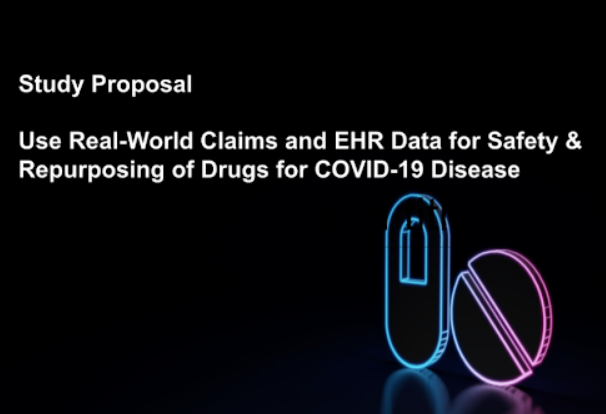 Study Proposal
Use Real-World Claims and EHR Data for Safety &
Repurposing of Drugs for COVID-19 Disease